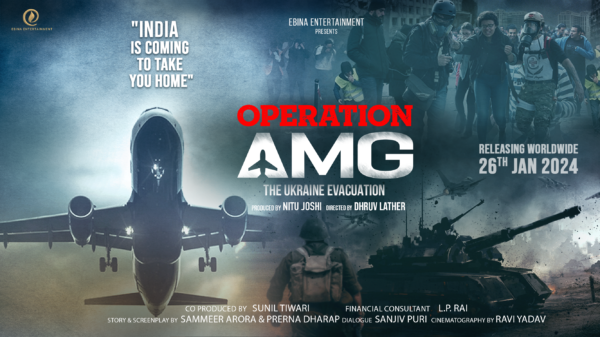 EBINA ENTERTAINMENT
"INDIA
IS COMING
TO TAKE
YOU HOME"
EBINA ENTERTAINMENT
PRESENTS
OPERATION
AMG
THE UKRAINE EVACUATION
PRODUCED BY NITU JOSHI DIRECTED BY DHRUV LATHER
RELEASING WORLDWIDE
26TH JAN 2024
CO PRODUCED BY SUNIL TIWARI FINANCIAL CONSULTANT L.P. RAI
STORY & SCREENPLAY BY SAMMEER ARORA & PRERNA DHARAP DIALOGUE SANJIV PURI CINEMATOGRAPHY BY RAVI YADAV